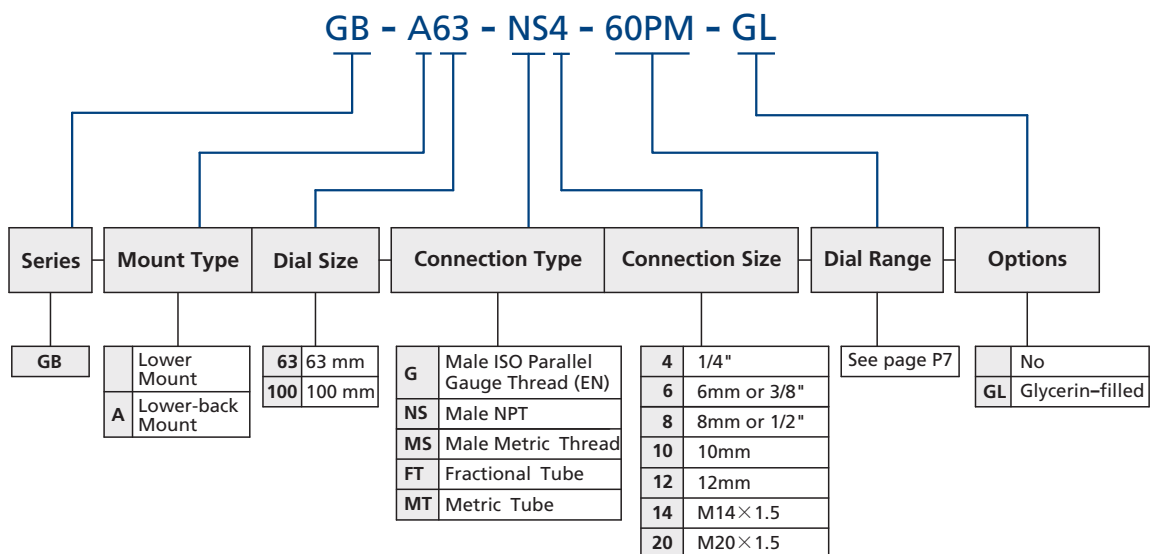 GB - A63 - NS4 - 60PM - GL
Series
Mount Type
Dial Size
Connection Type
Connection Size
Dial Range
Options
GB
Lower
Mount
A Lower-back
Mount
63 63 mm
100 100 mm
G Male ISO Parallel
Gauge Thread (EN)
NS Male NPT
MS Male Metric Thread
FT Fractional Tube
MT Metric Tube
4 1/4"
6 6mm or 3/8"
8 8mm or 1/2"
10 10mm
12 12mm
14 M14×1.5
20 M20×1.5
See page P7
No
GL Glycerin-filled